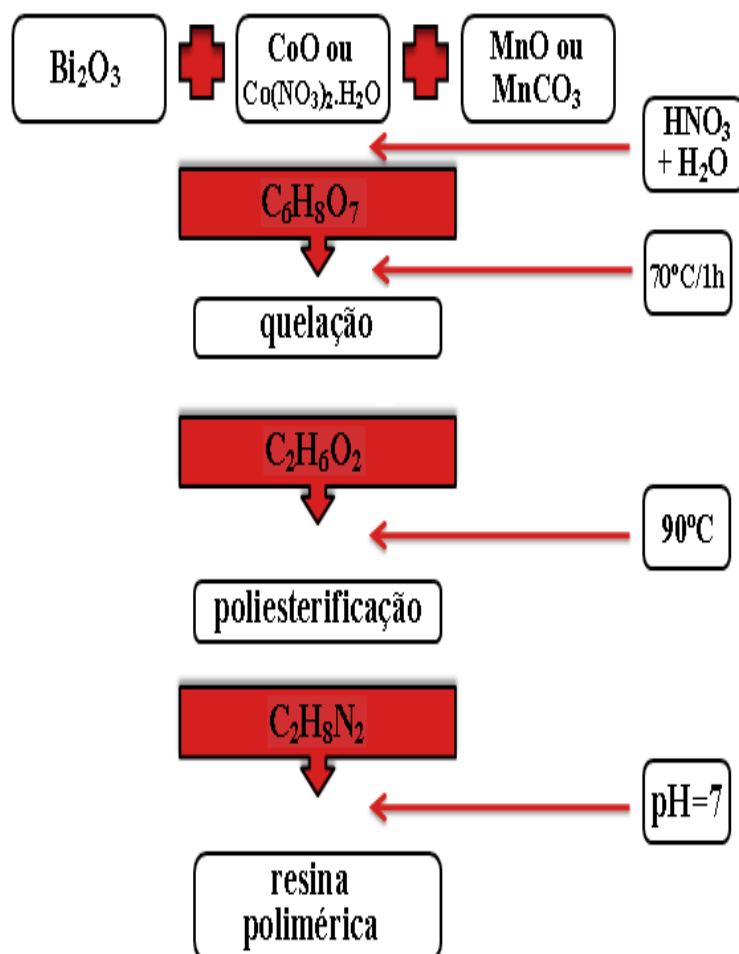 Bi₂O₃
CoO ou
Co(NO₃)₂.H₂O
MnO ou
MnCO₃
HNO₃
+ H₂O
C₆H₈O₇
70ºC/1h
quelação
C₂H₆O₂
90ºC
poliesterificação
C₂H₈N₂
pH=7
resina
polimérica